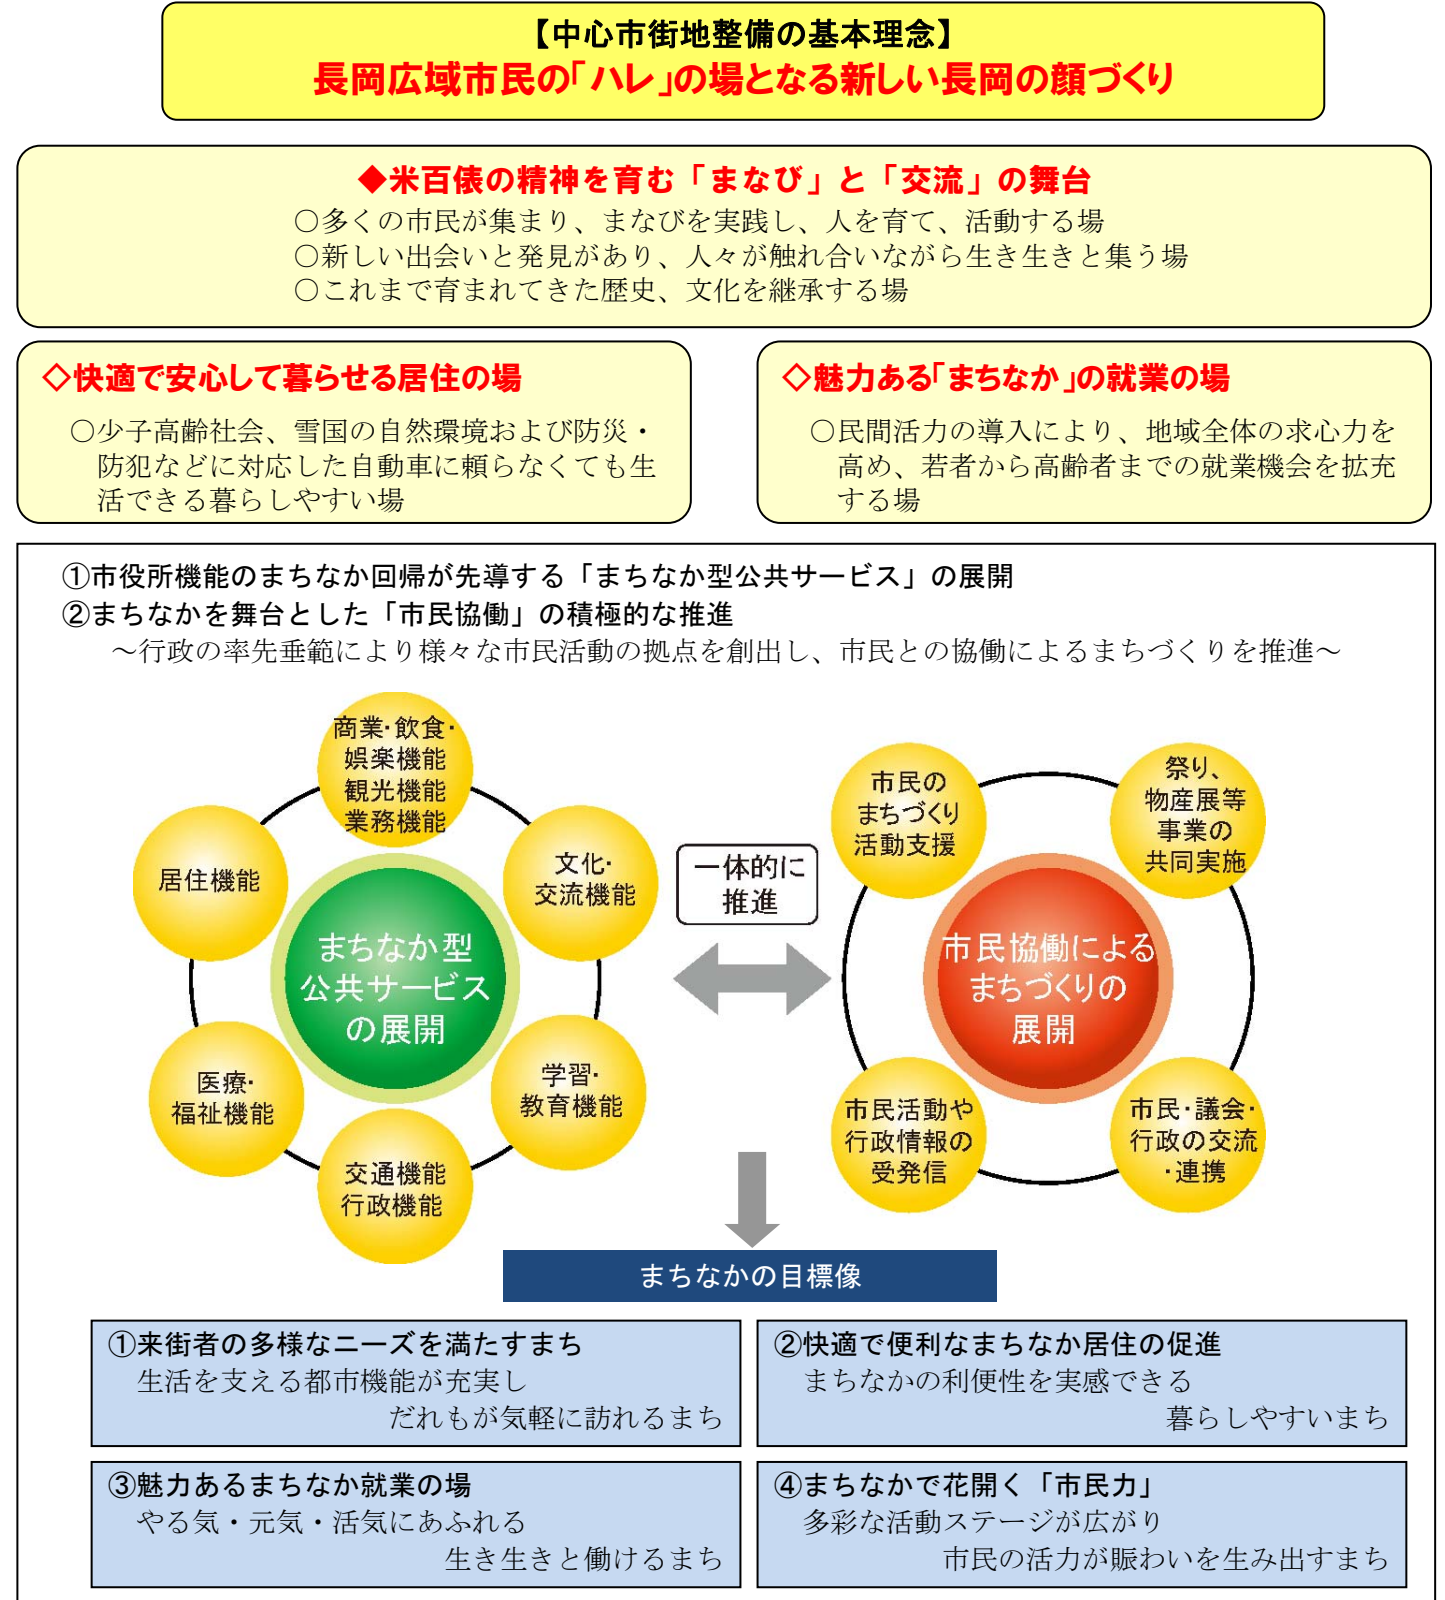 【中心市街地整備の基本理念】
長岡広域市民の「ハレ」の場となる新しい長岡の顔づくり
◆米百俵の精神を育む「まなび」と「交流」の舞台
○多くの市民が集まり、まなびを実践し、人を育て、活動する場
○新しい出会いと発見があり、人々が触れ合いながら生き生きと集う場
○これまで育まれてきた歴史、文化を継承する場
◇快適で安心して暮らせる居住の場
○少子高齢社会、雪国の自然環境および防災・
防犯などに対応した自動車に頼らなくても生
活できる暮らしやすい場
◇魅力ある「まちなか」の就業の場
○民間活力の導入により、地域全体の求心力を
高め、若者から高齢者までの就業機会を拡充
する場
①市役所機能のまちなか回帰が先導する「まちなか型公共サービス」の展開
②まちなかを舞台とした「市民協働」の積極的な推進
～行政の率先垂範により様々な市民活動の拠点を創出し、市民との協働によるまちづくりを推進～
商業・飲食・
娯楽機能
観光機能
業務機能
居住機能
文化・
交流機能
まちなか型
公共サービス
の展開
医療・
福祉機能
学習・
教育機能
交通機能
行政機能
一体的に
推進
市民の
まちづくり
活動支援
祭り、
物産展等
事業の
共同実施
市民協働による
まちづくりの
展開
市民活動や
行政情報の
受発信
市民・議会・
行政の交流
・連携
まちなかの目標像
①来街者の多様なニーズを満たすまち
生活を支える都市機能が充実し
だれもが気軽に訪れるまち
②快適で便利なまちなか居住の促進
まちなかの利便性を実感できる
暮らしやすいまち
③魅力あるまちなか就業の場
やる気・元気・活気にあふれる
生き生きと働けるまち
④まちなかで花開く「市民力」
多彩な活動ステージが広がり
市民の活力が賑わいを生み出すまち